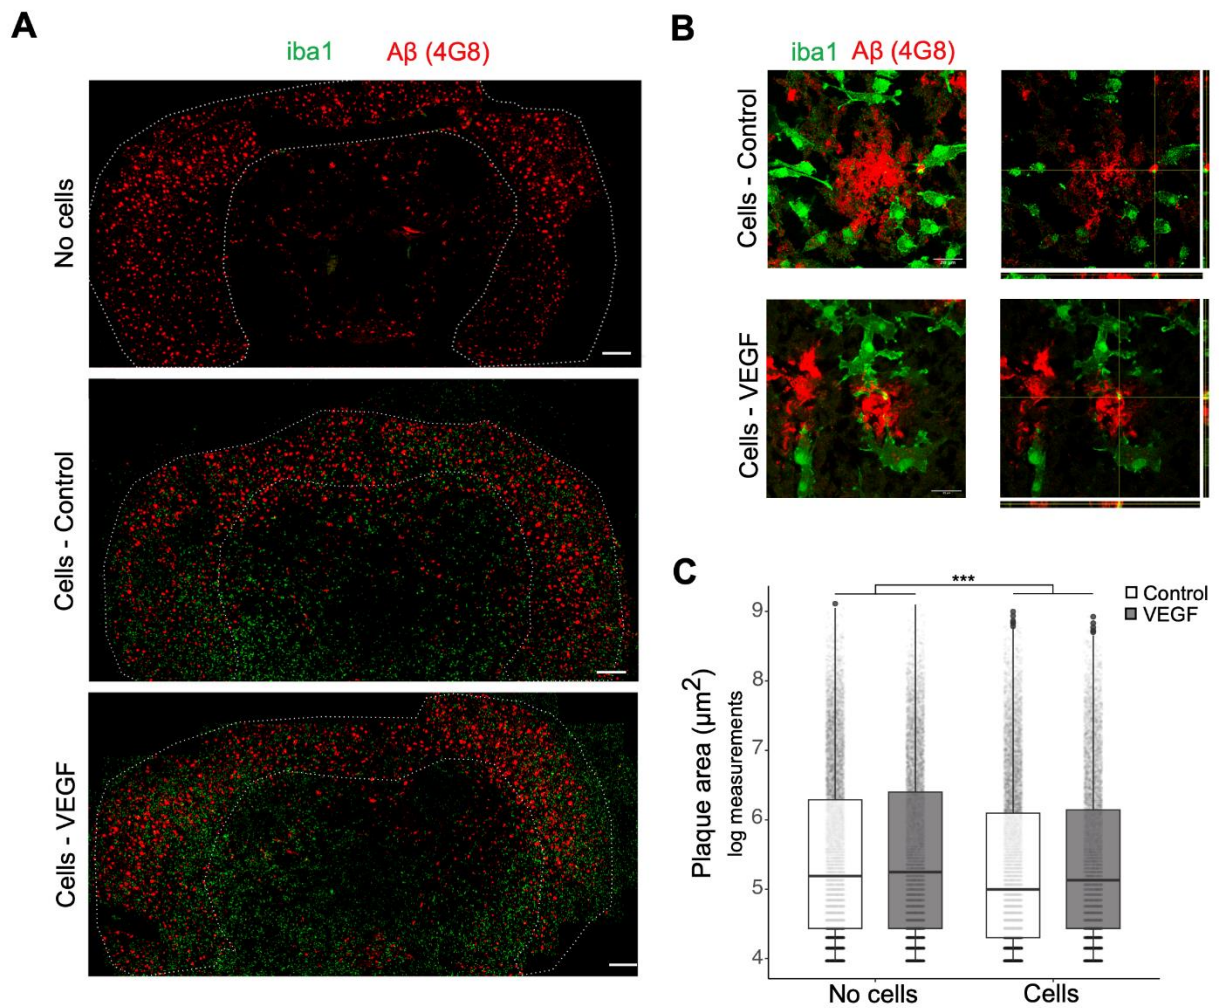 A
iba1 Aβ (4G8)
No cells
Cells - Control
Cells - VEGF
B
iba1 Aβ (4G8)
Cells - Control
Cells - VEGF
C
***
Control
VEGF
Plaque area (µm²)
log measurements
9
8
7
6
5
4
No cells Cells